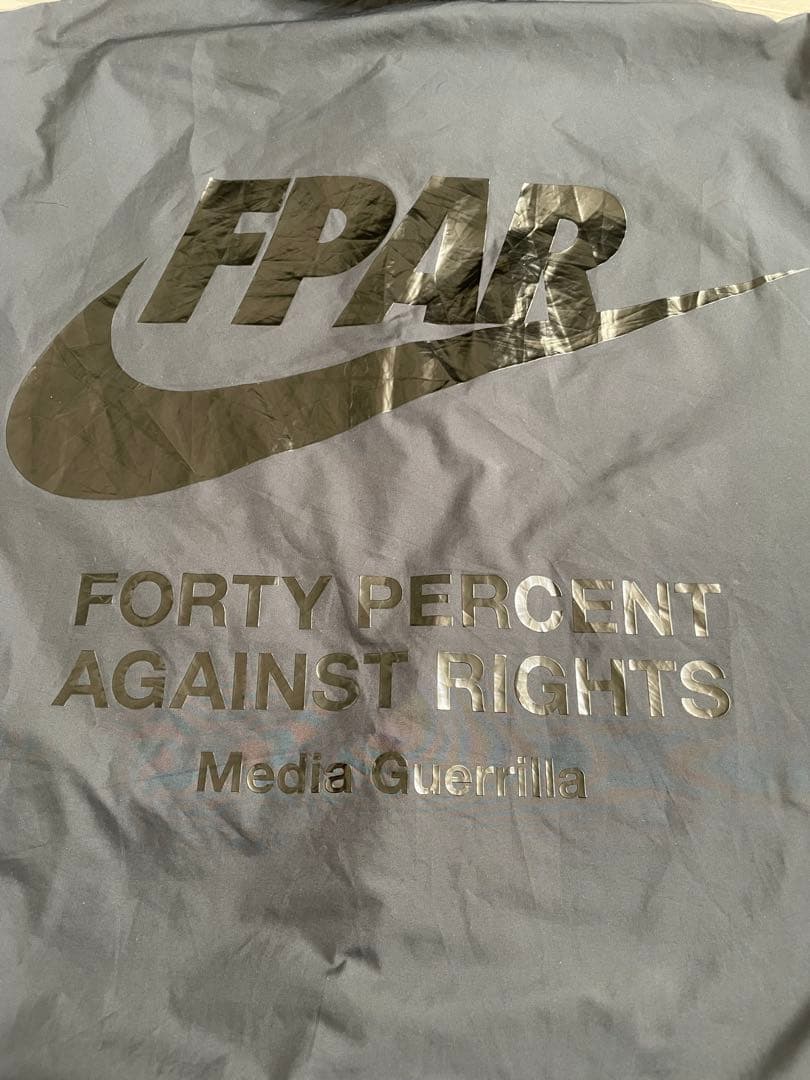 FPAR
FORTY PERCENT
AGAINST RIGHTS
Media Guerrilla